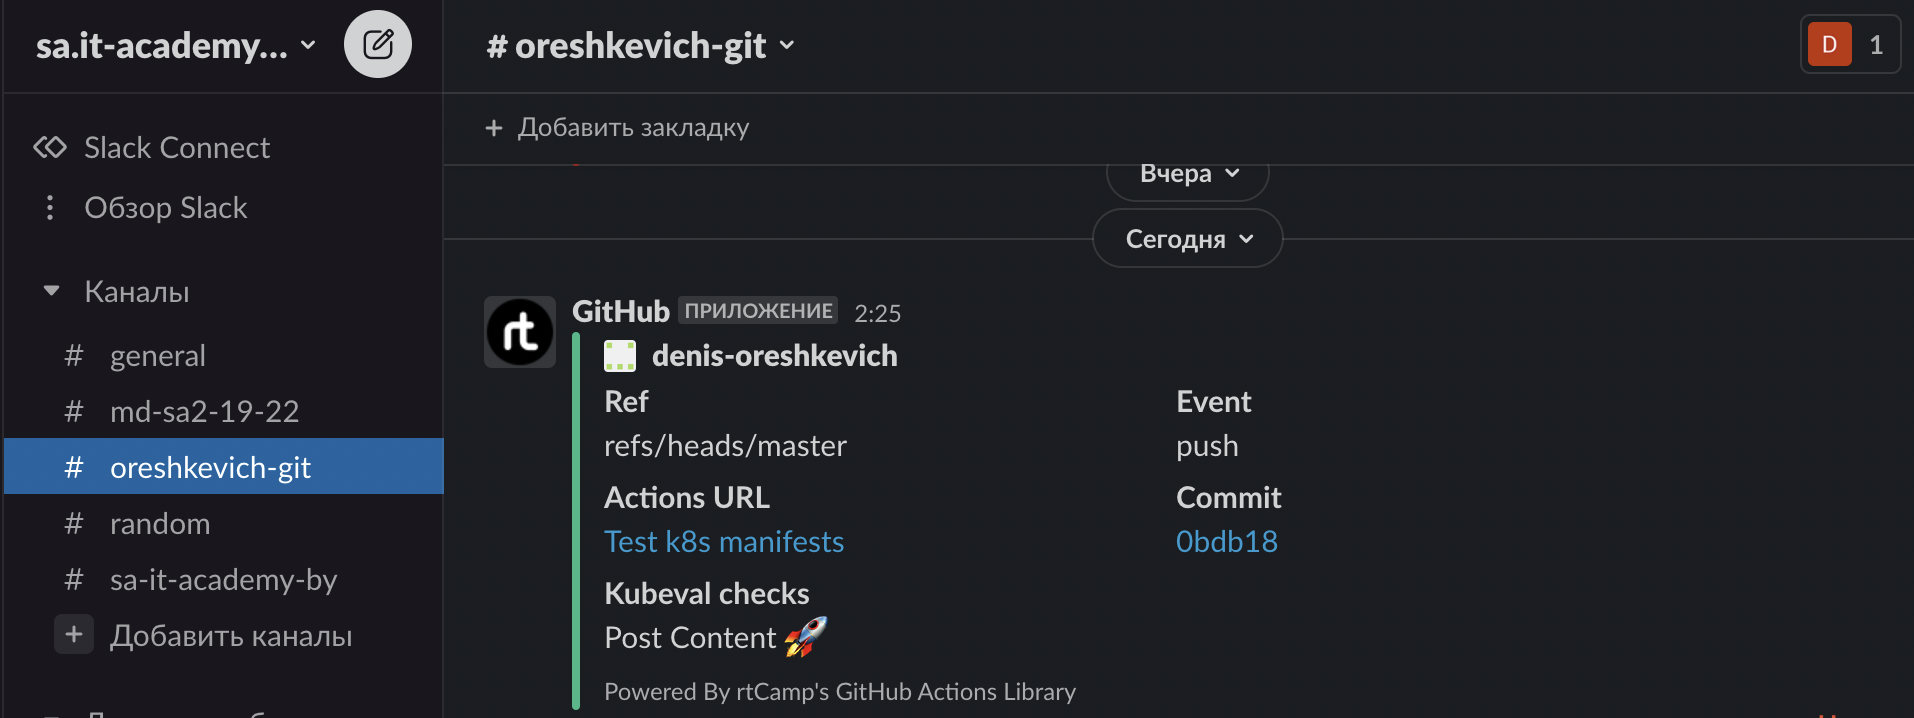 sa.it-academy...
# oreshkevich-git
D 1
Slack Connect
Обзор Slack
Каналы
# general
# md-sa2-19-22
# oreshkevich-git
# random
# sa-it-academy-by
+ Добавить каналы
+ Добавить закладку
Вчера
Сегодня
rt
GitHub ПРИЛОЖЕНИЕ 2:25
denis-oreshkevich
Ref Event
refs/heads/master push
Actions URL Commit
Test k8s manifests 0bdb18
Kubeval checks
Post Content 🚀
Powered By rtCamp's GitHub Actions Library